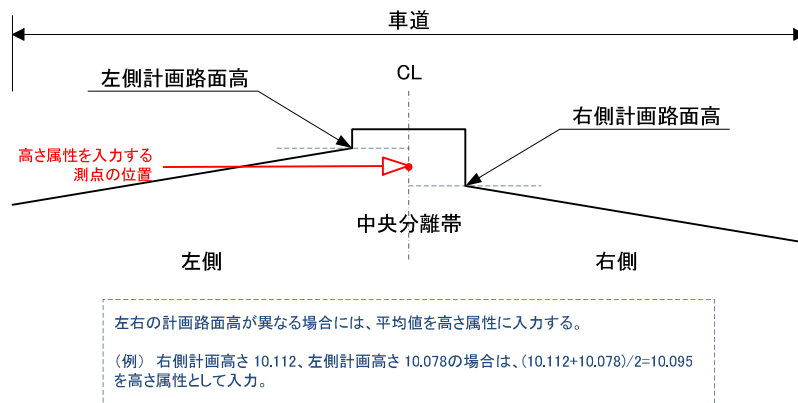 車道
CL
左側計画路面高
右側計画路面高
高さ属性を入力する
測点の位置
中央分離帯
左側
右側
左右の計画路面高が異なる場合には、平均値を高さ属性に入力する。
（例） 右側計画高さ 10.112、左側計画高さ 10.078の場合は、(10.112+10.078)/2=10.095
を高さ属性として入力。